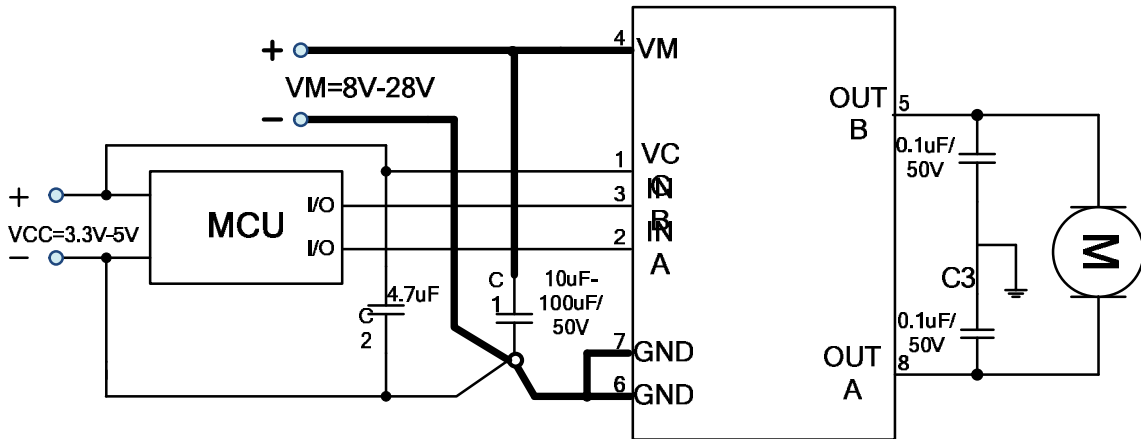 +
4
VM
VM=8V-28V
-
OUT
B
5
0.1uF/
50V
1
VC
C
3
IN
B
2
IN
A
+
VCC=3.3V-5V
-
MCU
I/O
I/O
M
C3
C
1
10uF-
100uF/
50V
4.7uF
C
2
0.1uF/
50V
7
GND
6
GND
OUT
A
8